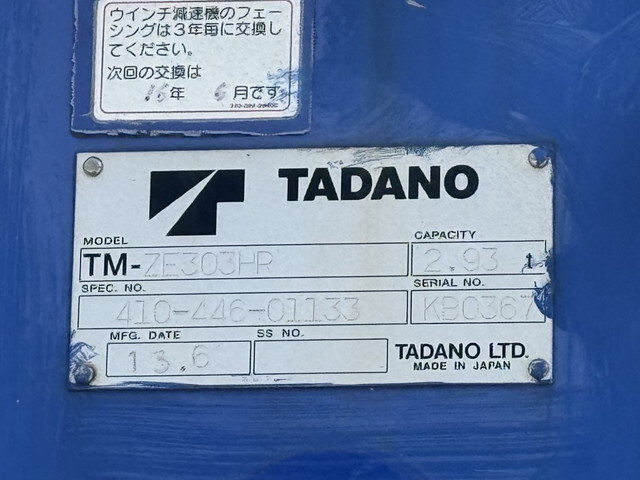 ウインチ減速機のフェー
シングは3年毎に交換し
てください。
次回の交換は
16年 6月です
TADANO
MODEL CAPACITY
TM-ZE303HR 2.93 t
SPEC. NO. SERIAL NO.
410-446-01133 KB0367
MFG. DATE SS NO.
13.6
TADANO LTD.
MADE IN JAPAN